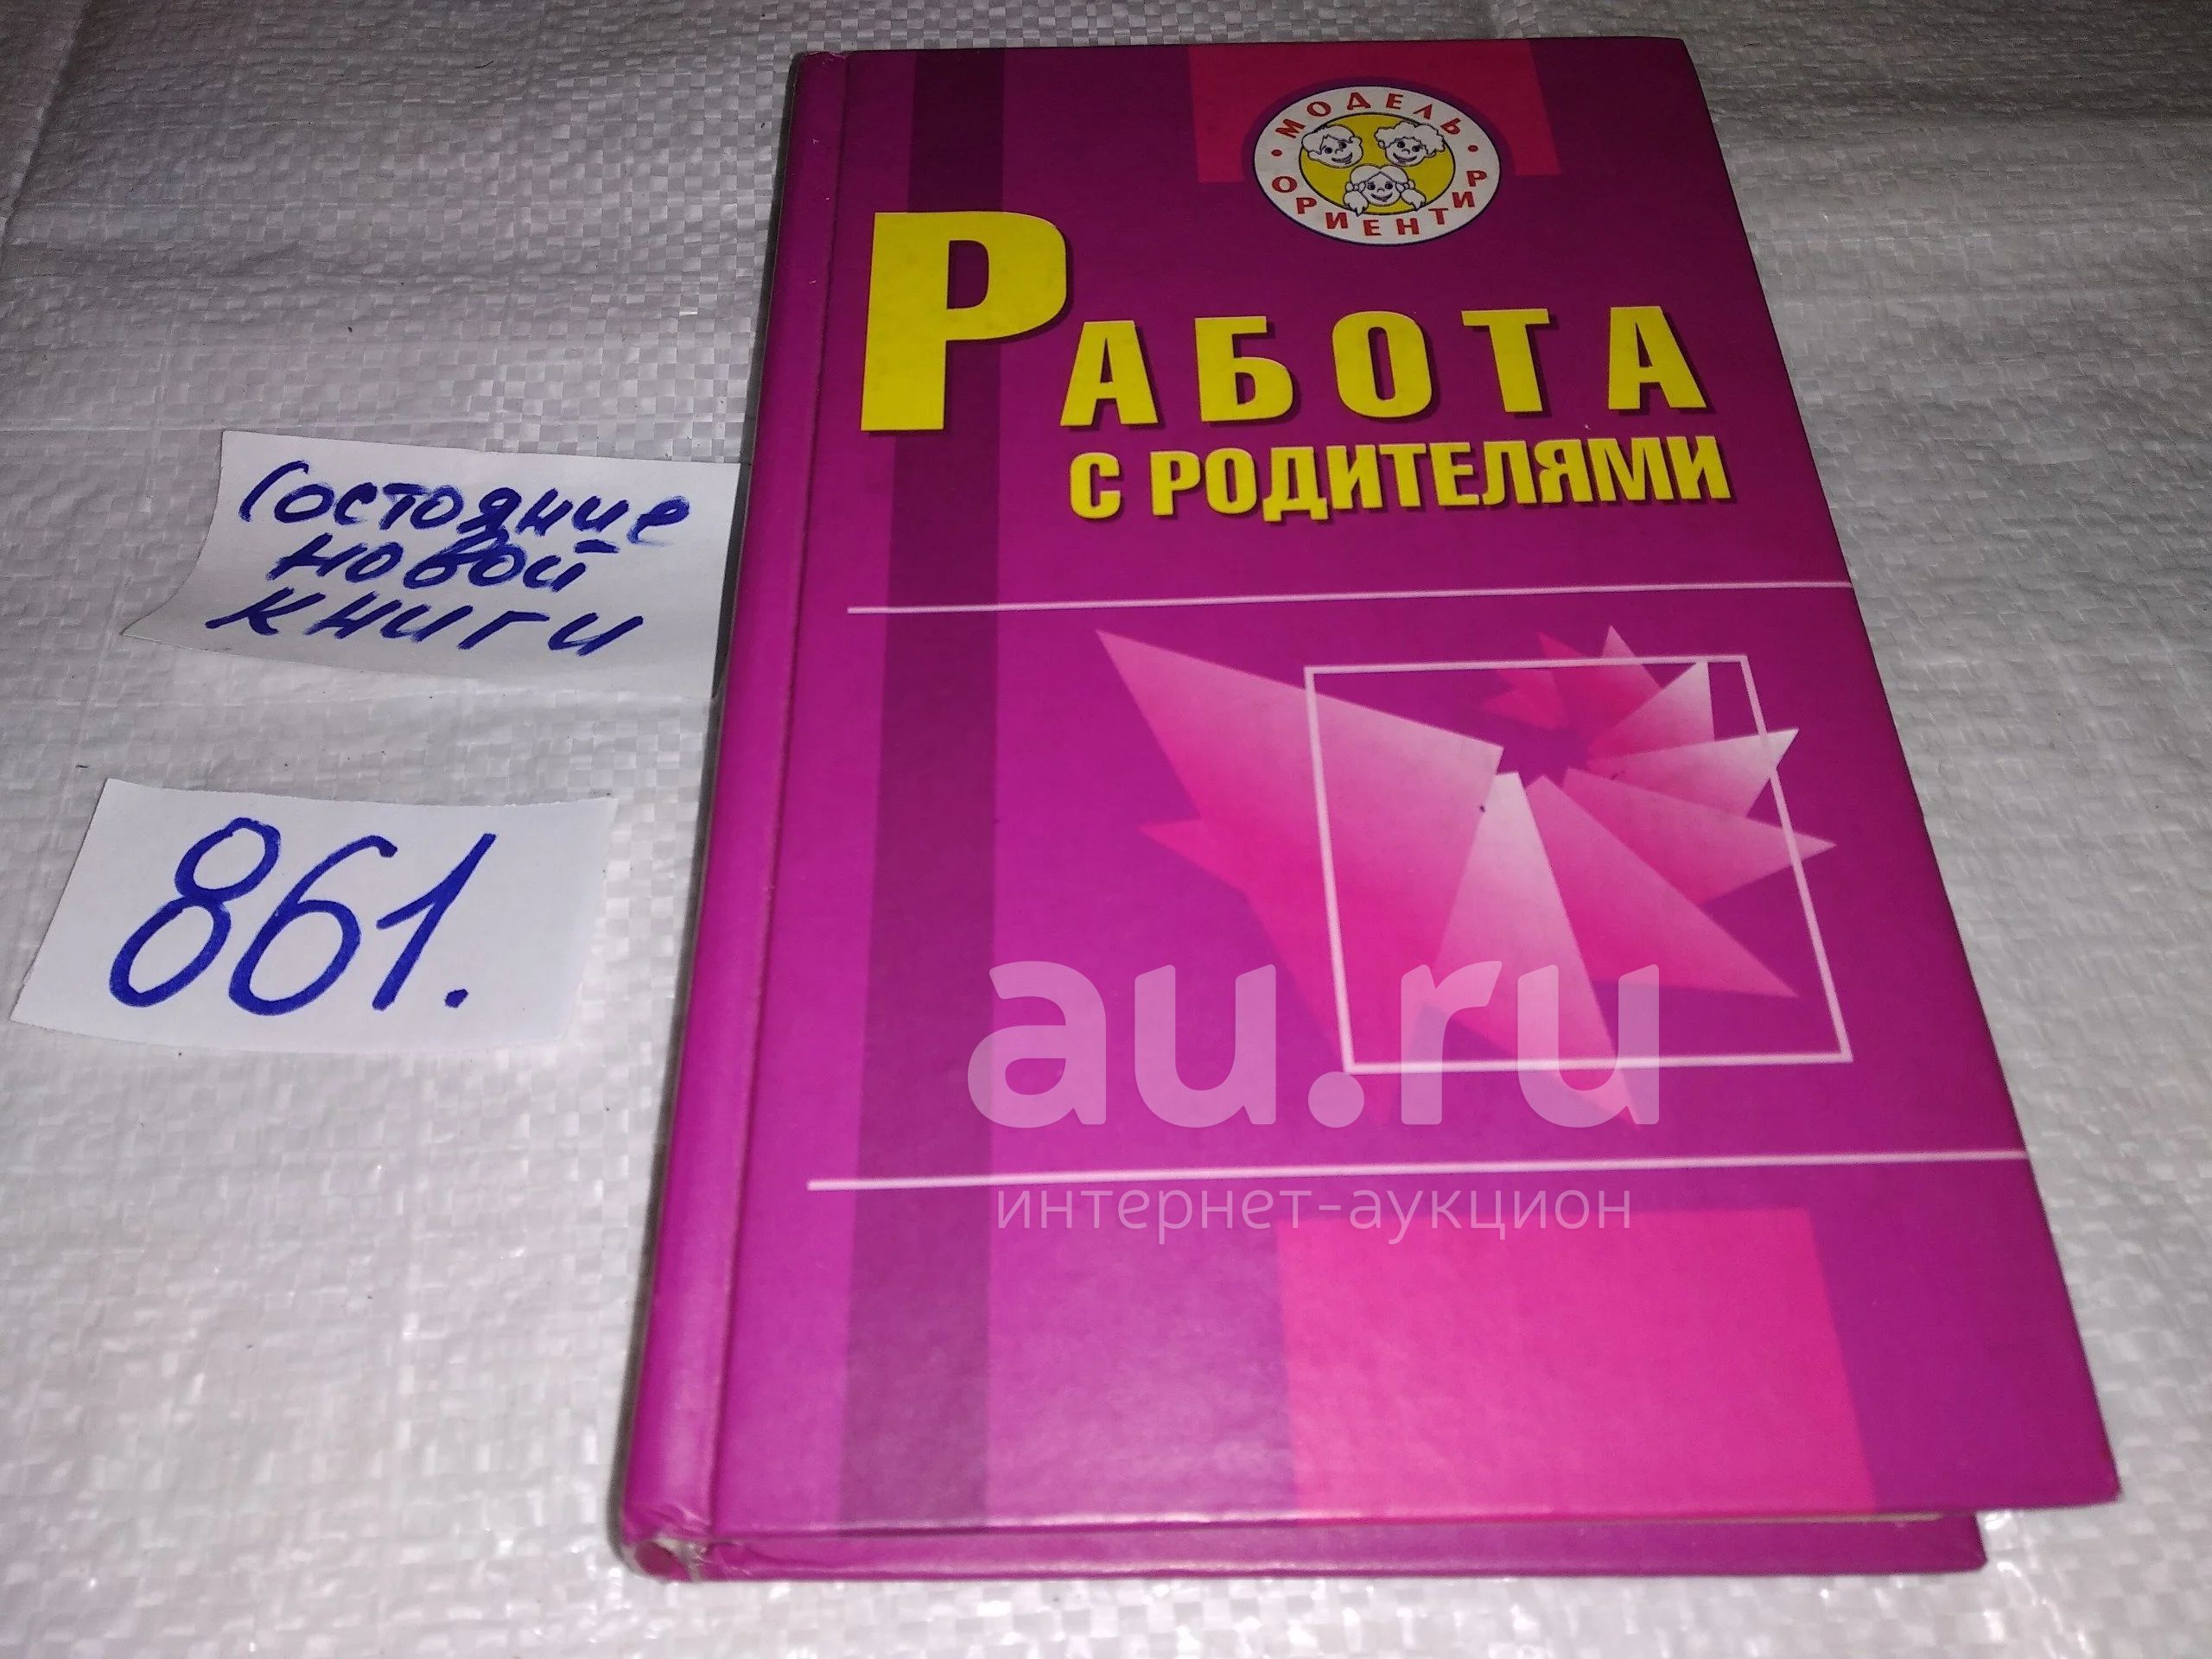 МОДЕЛЬ
ОРИЕНТИР
РАБОТА
С РОДИТЕЛЯМИ
Состояние
новой
книги
861.
au.ru
интернет-аукцион